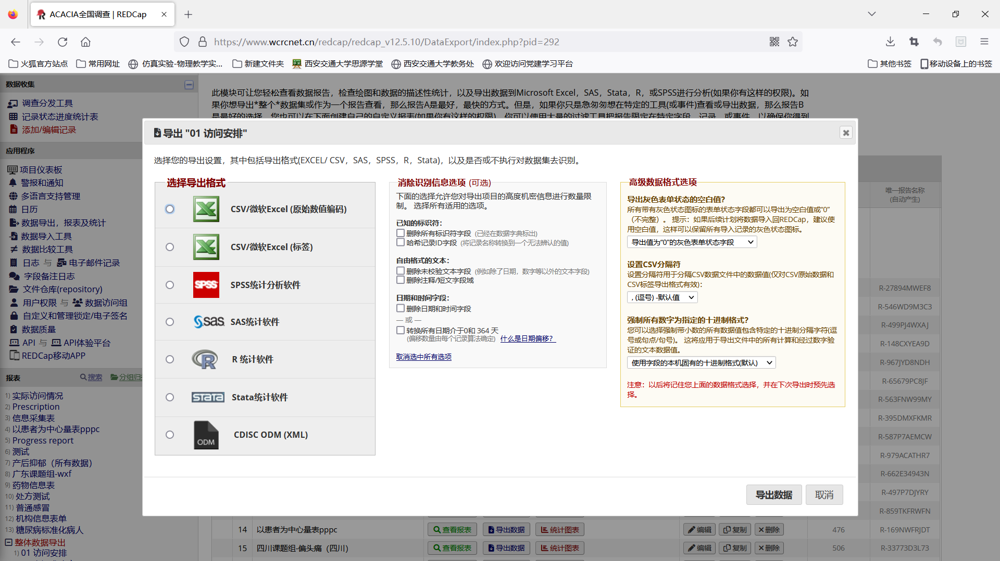 ACACIA全国调查 | REDCap
https://www.wcrcnet.cn/redcap/redcap_v12.5.10/DataExport/index.php?pid=292
火狐官方站点
常用网址
仿真实验-物理教学实...
新建文件夹
西安交通大学思源学堂
西安交通大学教务处
欢迎访问党建学习平台
其他书签
移动设备上的书签
数据收集
调查分发工具
记录状态进度统计表
添加/编辑记录
应用程序
项目仪表板
警报和通知
多语言支持管理
日历
数据导出，报表及统计
数据导入工具
数据比较工具
日志 与 电子邮件记录
字段备注日志
文件仓库(repository)
用户权限 与 数据访问组
自定义和管理锁定/电子签名
数据质量
API 与 API体验平台
REDCap移动APP
报表
搜索
分组归
1) 实际访问情况
2) Prescription
3) 信息采集表
4) 以患者为中心量表pppc
5) Progress report
6) 测试
7) 产后抑郁（所有数据）
8) 广东课题组-wxf
9) 药物信息表
10) 处方测试
11) 普通感冒
12) 机构信息表单
13) 糖尿病标准化病人
整体数据导出
1) 01 访问安排
此模块可让您轻松查看数据报告，检查绘图和数据的描述性统计，以及导出数据到Microsoft Excel，SAS，Stata，R，或SPSS进行分析(如果你有这样的权限)。如
果你想导出*整个*数据集或作为一个报告查看，那么报告A是最好，最快的方式。但是，如果你只是急匆匆想在特定的工具(或事件)查看或导出数据，那么报告B
是最好的选择。您也可以在下面创建自己的自定义报表(如果你有这样的权限)，你可以使用大量的过滤工具把报告限定在特定字段，记录，或事件，以确保你得到
导出 "01 访问安排"
选择您的导出设置，其中包括导出格式(EXCEL/ CSV，SAS，SPSS，R，Stata)，以及是否或不执行对数据集去识别。
选择导出格式
CSV/微软Excel (原始数值编码)
CSV/微软Excel (标签)
SPSS
SPSS统计分析软件
sas
SAS统计软件
R
R 统计软件
STATA
Stata统计软件
ODM
CDISC ODM (XML)
消除识别信息选项 (可选)
下面的选择允许您对导出项目的高度机密信息进行数量限
制。 选择所有适用的选项。
已知的标识符：
删除所有标识符字段 (已经在数据字典标出)
哈希记录ID字段 (将记录名称转换到一个无法辨认的值)
自由格式的文本：
删除未校验文本字段 (例如除了日期，数字等以外的文本字段)
删除注释/短文字段域
日期和时间字段：
删除日期和时间字段
— 或 —
转换所有日期介于0和 364 天
(偏移数量由每个记录算法确定) 什么是日期偏移？
取消选中所有选项
高级数据格式选项
导出灰色表单状态的空白值?
所有带有灰色状态图标的表单状态字段都可以导出为空白值或“0”
（不完整）。 提示：如果后续计划将数据导入回REDCap，建议使
用空白值，这样可以保留所有导入记录的灰色状态图标。
导出值为“0”的灰色表单状态字段
设置CSV分隔符
设置分隔符用于分隔CSV数据文件中的数据值(仅对CSV原始数据和
CSV标签导出格式有效)：
, (逗号) -默认值
强制所有数字为指定的十进制格式?
您可以选择强制带小数的所有数据值包含特定的十进制分隔字符(逗
号或句点/句号)。 这将应用于导出文件中的所有计算和经过数字验
证的文本数据值。
使用字段的本机固有的十进制格式(默认)
注意：以后将记住您上面的数据格式选择，并在下次导出时预先选
择。
导出数据
取消
唯一报告名称
(自动产生)
R-27894MWEF8
R-546WD9M3C3
R-499PJ4WXAJ
R-148CXYEA9D
R-967JYD8NDH
R-65679PC8JF
R-563FNW99MY
R-395DMXFKMR
R-587P7AEMCW
R-979ACATHR7
R-662E34943N
R-497P7DJYRY
R-859TKFRWFN
14 以患者为中心量表pppc 查看报表 导出数据 统计图表 编辑 复制 删除 476 R-169NWFRJDT
15 四川课题组-偏头痛（四川） 查看报表 导出数据 统计图表 编辑 复制 删除 506 R-33773D3L73